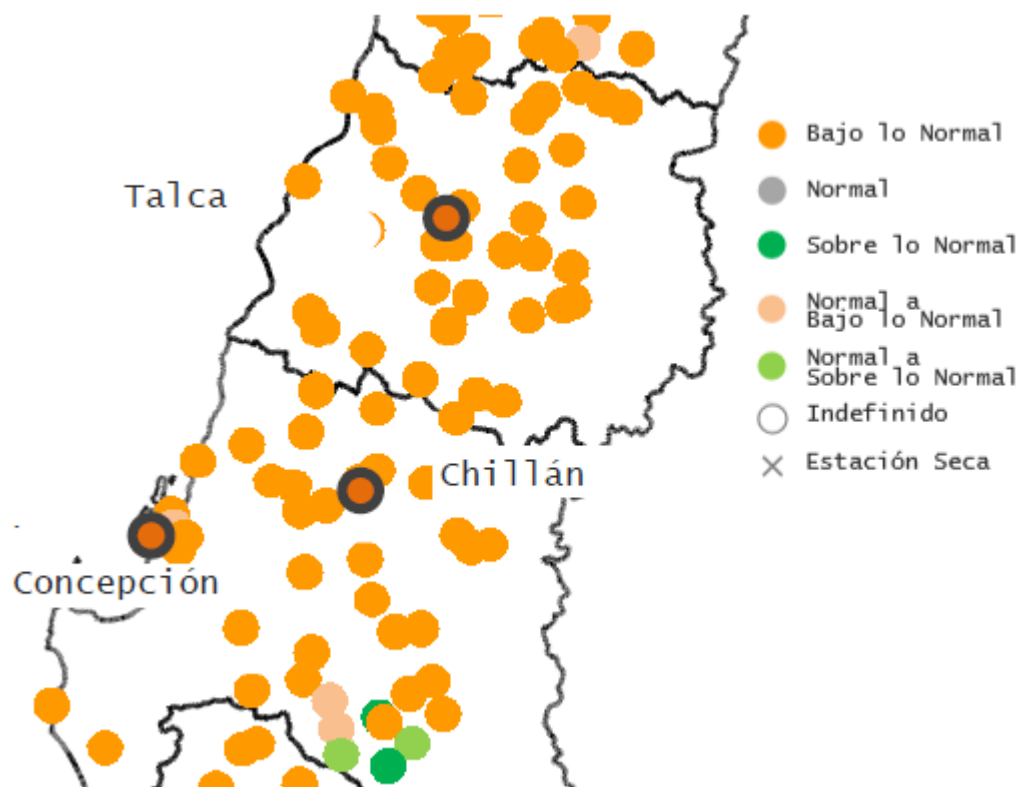 Talca
Chillán
Concepción
Bajo lo Normal
Normal
Sobre lo Normal
Normal a
Bajo lo Normal
Normal a
Sobre lo Normal
Indefinido
Estación Seca